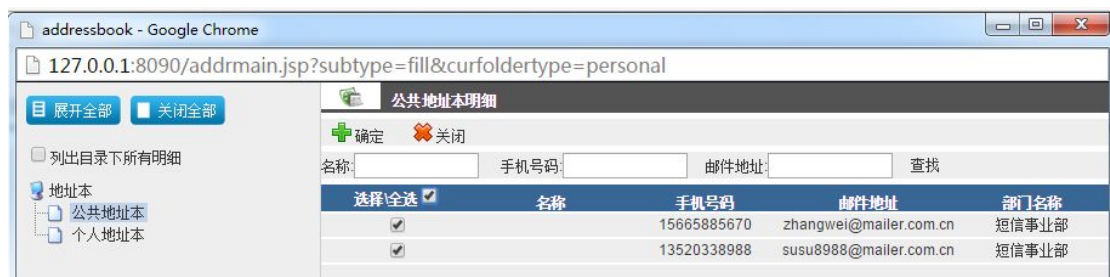 addressbook - Google Chrome
127.0.0.1:8090/addrmain.jsp?subtype=fill&curfoldertype=personal
展开全部 关闭全部
列出目录下所有明细
地址本
公共地址本
个人地址本
公共地址本明细
确定 关闭
名称: 手机号码: 邮件地址: 查找
选择\全选 名称 手机号码 邮件地址 部门名称
15665885670 zhangwei@mailer.com.cn 短信事业部
13520338988 susu8988@mailer.com.cn 短信事业部